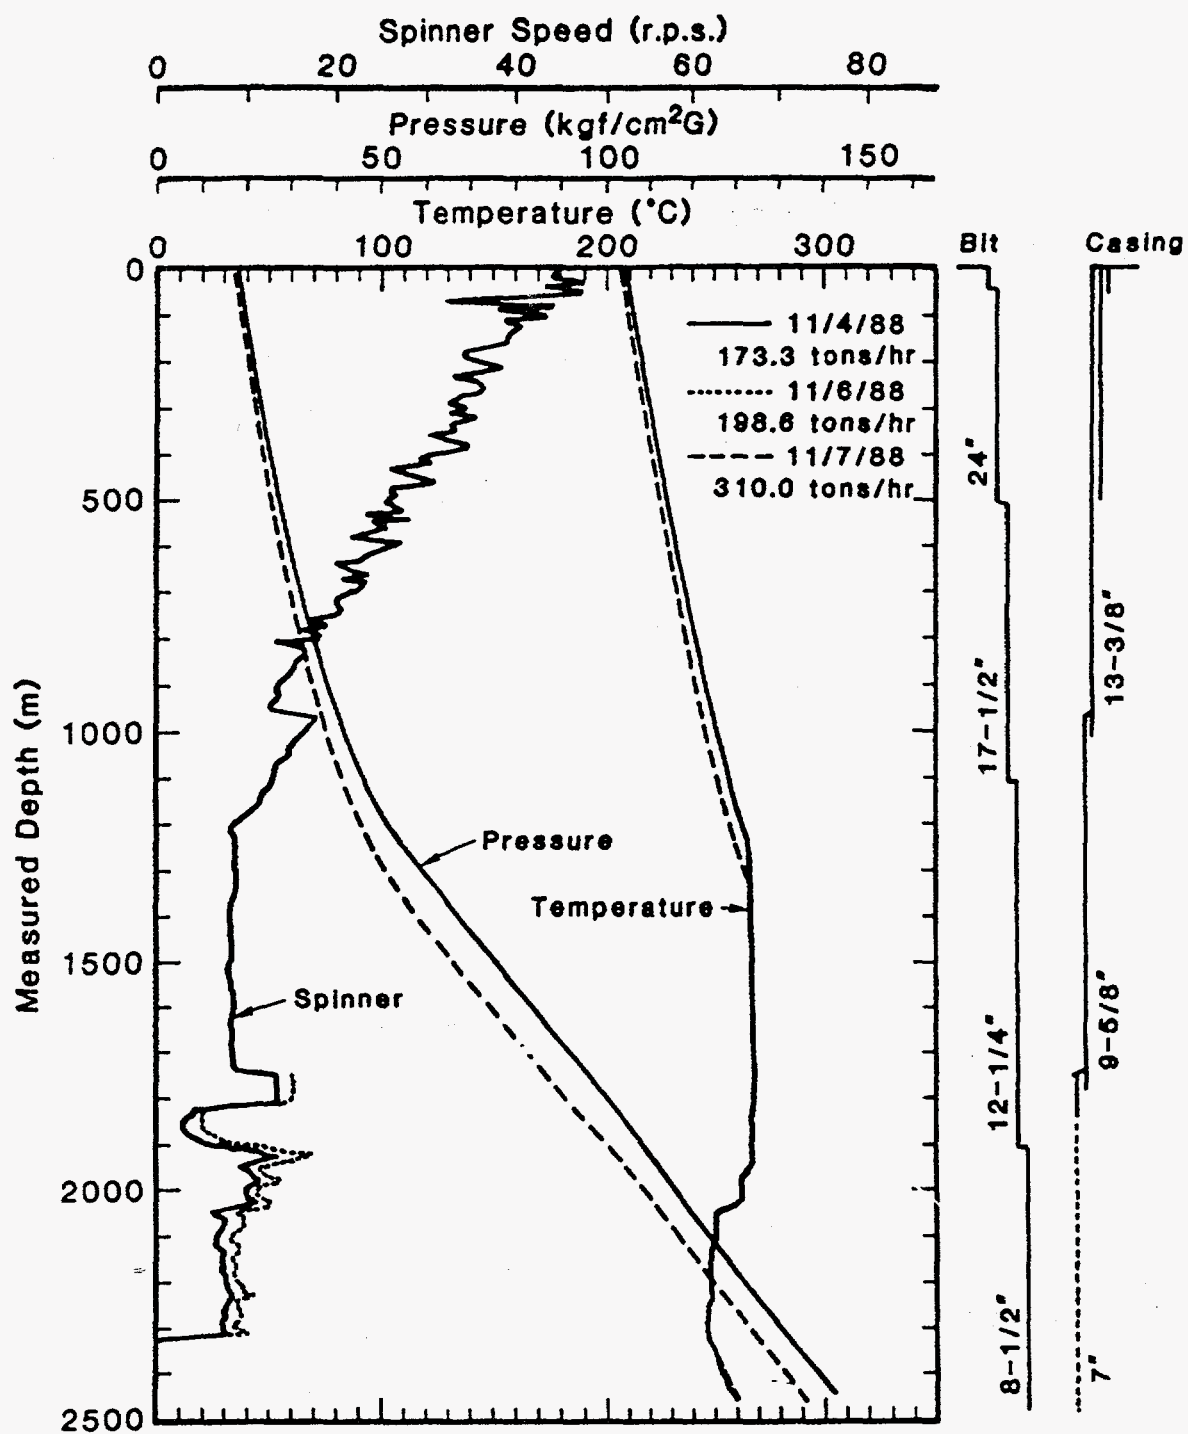 Spinner Speed (r.p.s.)
0 20 40 60 80
Pressure (kgf/cm²G)
0 50 100 150
Temperature (°C)
0 100 200 300
Bit
Casing
0
500
1000
1500
2000
2500
Measured Depth (m)
11/4/88
173.3 tons/hr
11/6/88
198.6 tons/hr
11/7/88
310.0 tons/hr
Pressure
Temperature
Spinner
24"
17-1/2"
12-1/4"
8-1/2"
13-3/8"
9-5/8"
7"